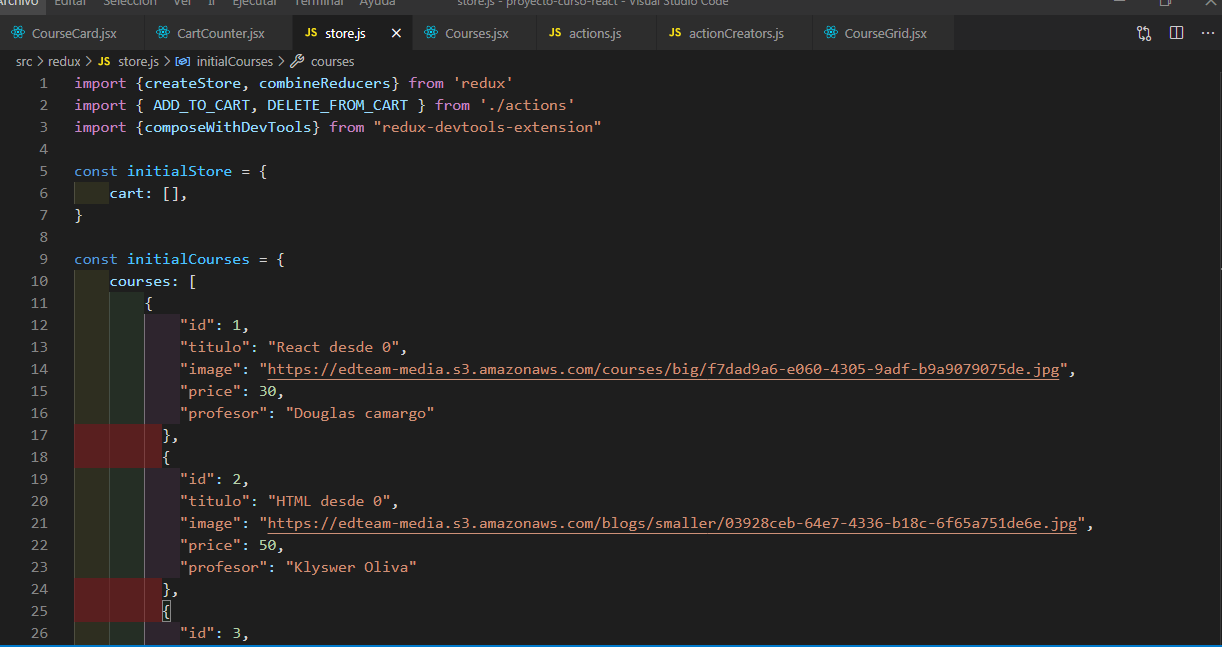 Archivo Editar Selección Ver Ir Ejecutar Terminal Ayuda store.js - proyecto-curso-react - Visual Studio Code
CourseCard.jsx CartCounter.jsx JS store.js Courses.jsx JS actions.js JS actionCreators.js CourseGrid.jsx
src > redux > JS store.js > initialCourses > courses
1 import {createStore, combineReducers} from 'redux'
2 import { ADD_TO_CART, DELETE_FROM_CART } from './actions'
3 import {composeWithDevTools} from "redux-devtools-extension"
4
5 const initialStore = {
6 cart: [],
7 }
8
9 const initialCourses = {
10 courses: [
11 {
12 "id": 1,
13 "titulo": "React desde 0",
14 "image": "https://edteam-media.s3.amazonaws.com/courses/big/f7dad9a6-e060-4305-9adf-b9a9079075de.jpg",
15 "price": 30,
16 "profesor": "Douglas camargo"
17 },
18 {
19 "id": 2,
20 "titulo": "HTML desde 0",
21 "image": "https://edteam-media.s3.amazonaws.com/blogs/smaller/03928ceb-64e7-4336-b18c-6f65a751de6e.jpg",
22 "price": 50,
23 "profesor": "Klyswer Oliva"
24 },
25 {
26 "id": 3,